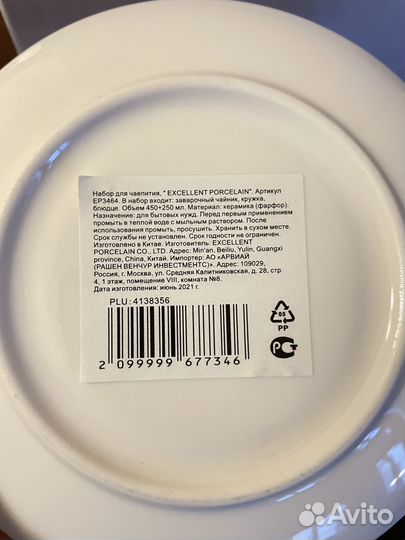 Набор для чаепития, " EXCELLENT PORCELAIN". Артикул
EP3464. В набор входит: заварочный чайник, кружка,
блюдце. Объем 450+250 мл. Материал: керамика (фарфор).
Назначение: для бытовых нужд. Перед первым применением
промыть в теплой воде с мыльным раствором. После
использования промыть, просушить. Хранить в сухом месте.
Срок службы не установлен. Срок годности не ограничен.
Изготовлено в Китае. Изготовитель: EXCELLENT
PORCELAIN CO., LTD. Адрес: Min'an, Beiliu, Yulin, Guangxi
province, China, Китай. Импортер: АО «АРВИАЙ
(РАШЕН ВЕНЧУР ИНВЕСТМЕНТС)». Адрес: 109029,
Россия, г. Москва, ул. Средняя Калитниковская, д. 28, стр.
4, 1 этаж, помещение VIII, комната №8.
Дата изготовления: июнь 2021 г.
PLU: 4138356
05
PP
2 099999 677346
Avito